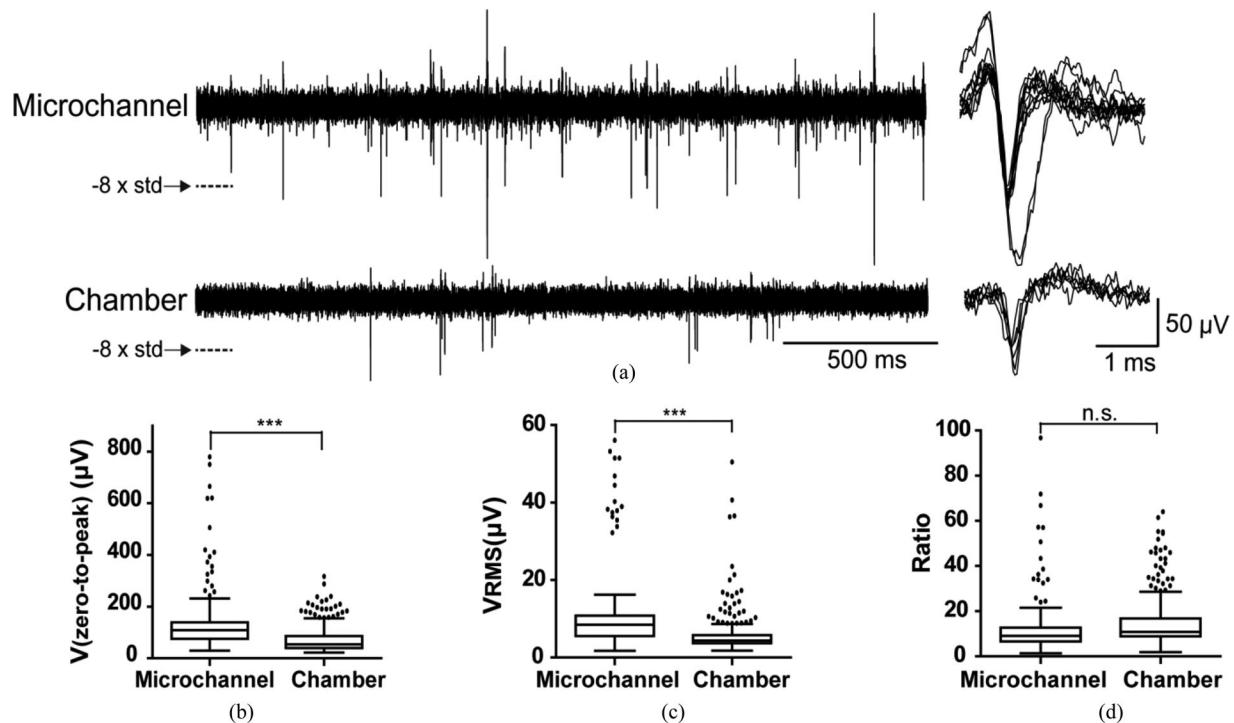 Microchannel
-8 x std
Chamber
-8 x std
500 ms
50 µV
1 ms
(a)
V(zero-to-peak) (µV)
800
600
400
200
0
***
Microchannel Chamber
(b)
VRMS(µV)
60
40
20
0
***
Microchannel Chamber
(c)
Ratio
100
80
60
40
20
0
n.s.
Microchannel Chamber
(d)